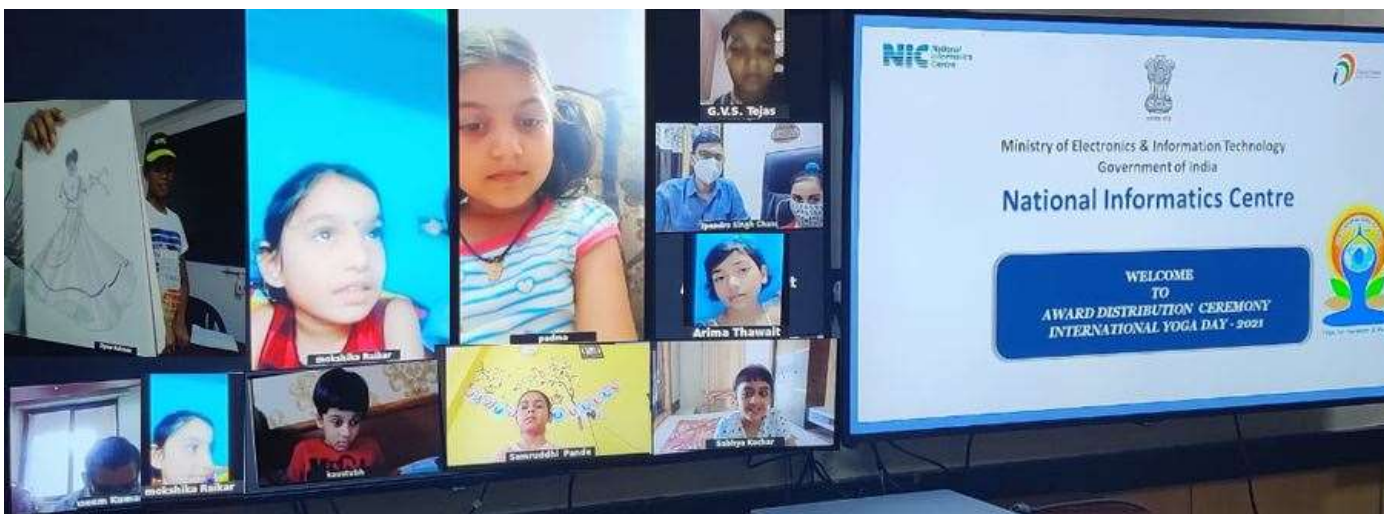 mokshika Raikar
padma
G.V.S. Tejas
Arima Thawait
mokshika Raikar
kaustubh
Samruddhi Pande
Sabhya Kochar
NIC National
Informatics
Centre
Ministry of Electronics & Information Technology
Government of India
National Informatics Centre
WELCOME
TO
AWARD DISTRIBUTION CEREMONY
INTERNATIONAL YOGA DAY - 2021